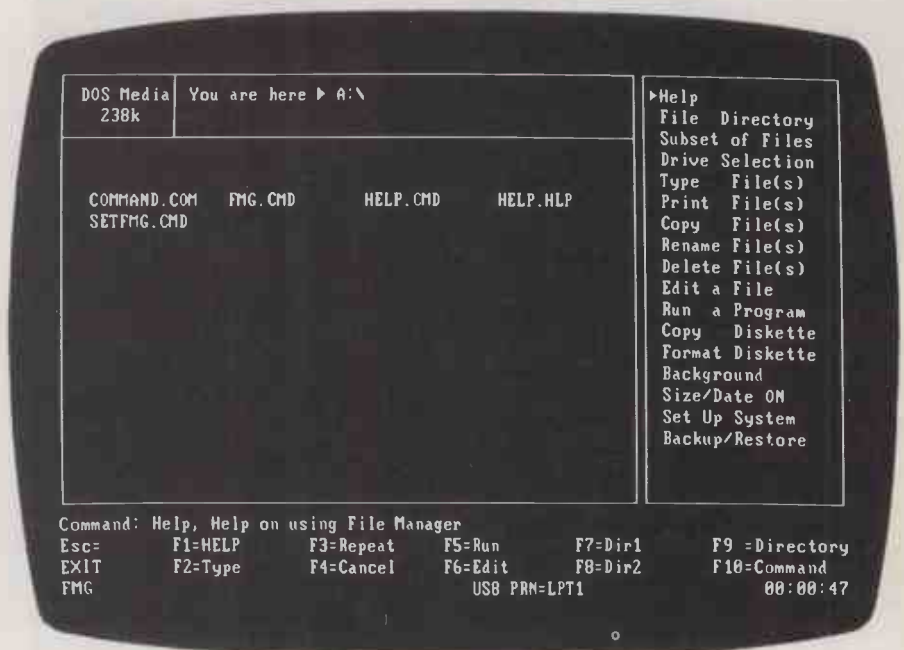 DOS Media
238k
You are here ▶ A:\
COMMAND.COM FMG.CMD HELP.CMD HELP.HLP
SETFMG.CMD
▶Help
File Directory
Subset of Files
Drive Selection
Type File(s)
Print File(s)
Copy File(s)
Rename File(s)
Delete File(s)
Edit a File
Run a Program
Copy Diskette
Format Diskette
Background
Size/Date ON
Set Up System
Backup/Restore
Command: Help, Help on using File Manager
Esc= F1=HELP F3=Repeat F5=Run F7=Dir1 F9 =Directory
EXIT F2=Type F4=Cancel F6=Edit F8=Dir2 F10=Command
FMG US8 PRN=LPT1 00:00:47